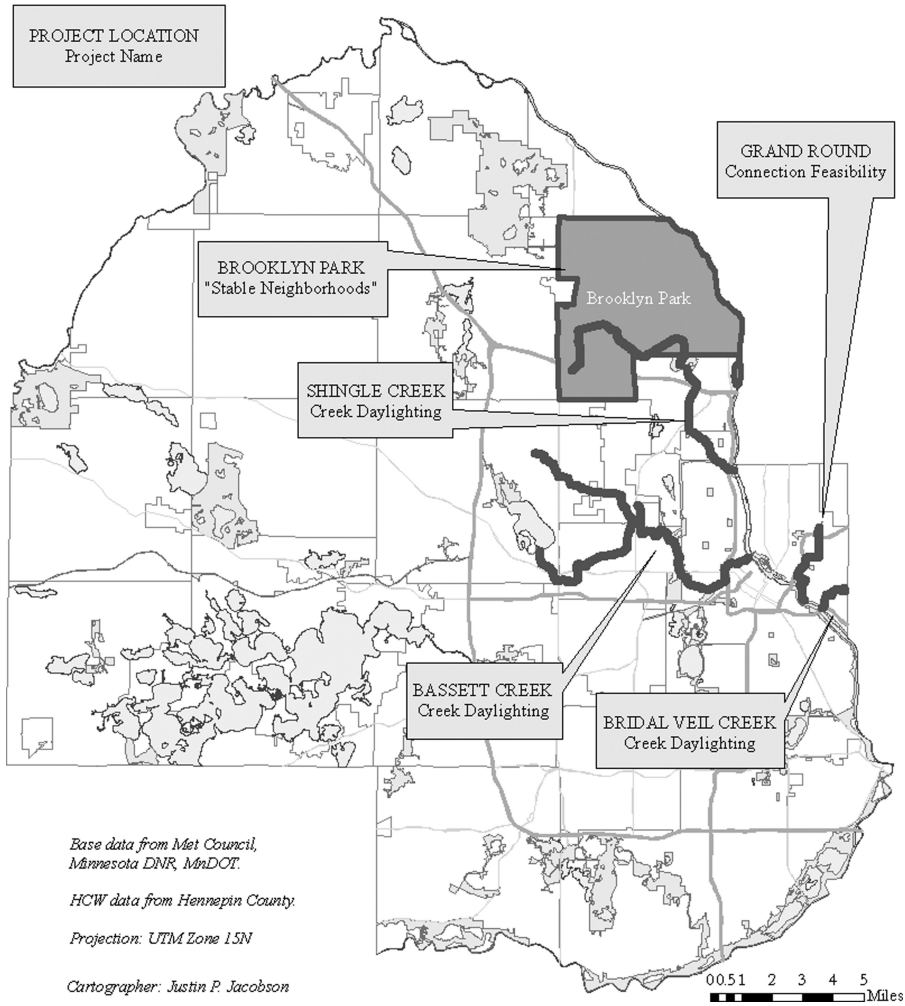 PROJECT LOCATION
Project Name
GRAND ROUND
Connection Feasibility
BROOKLYN PARK
"Stable Neighborhoods"
Brooklyn Park
SHINGLE CREEK
Creek Daylighting
BASSETT CREEK
Creek Daylighting
BRIDAL VEIL CREEK
Creek Daylighting
Base data from Met Council,
Minnesota DNR, MnDOT.
HCW data from Hennepin County.
Projection: UTM Zone 15N
Cartographer: Justin P. Jacobson
0 0.5 1 2 3 4 5
Miles